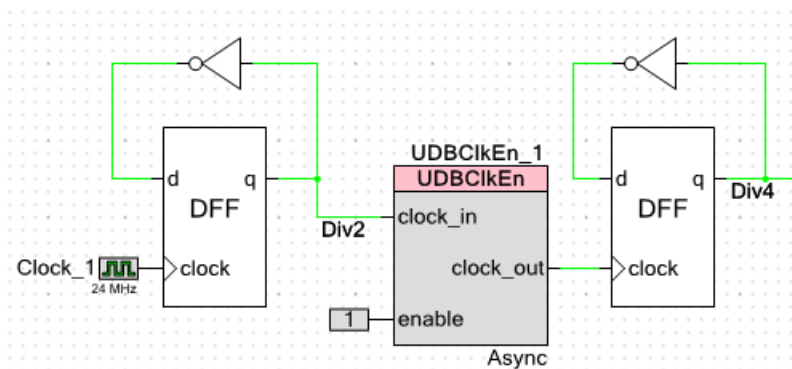 UDBClkEn_1
UDBClkEn
d
q
DFF
clock
Clock_1
24 MHz
Div2
clock_in
clock_out
enable
1
Async
d
q
DFF
clock
Div4